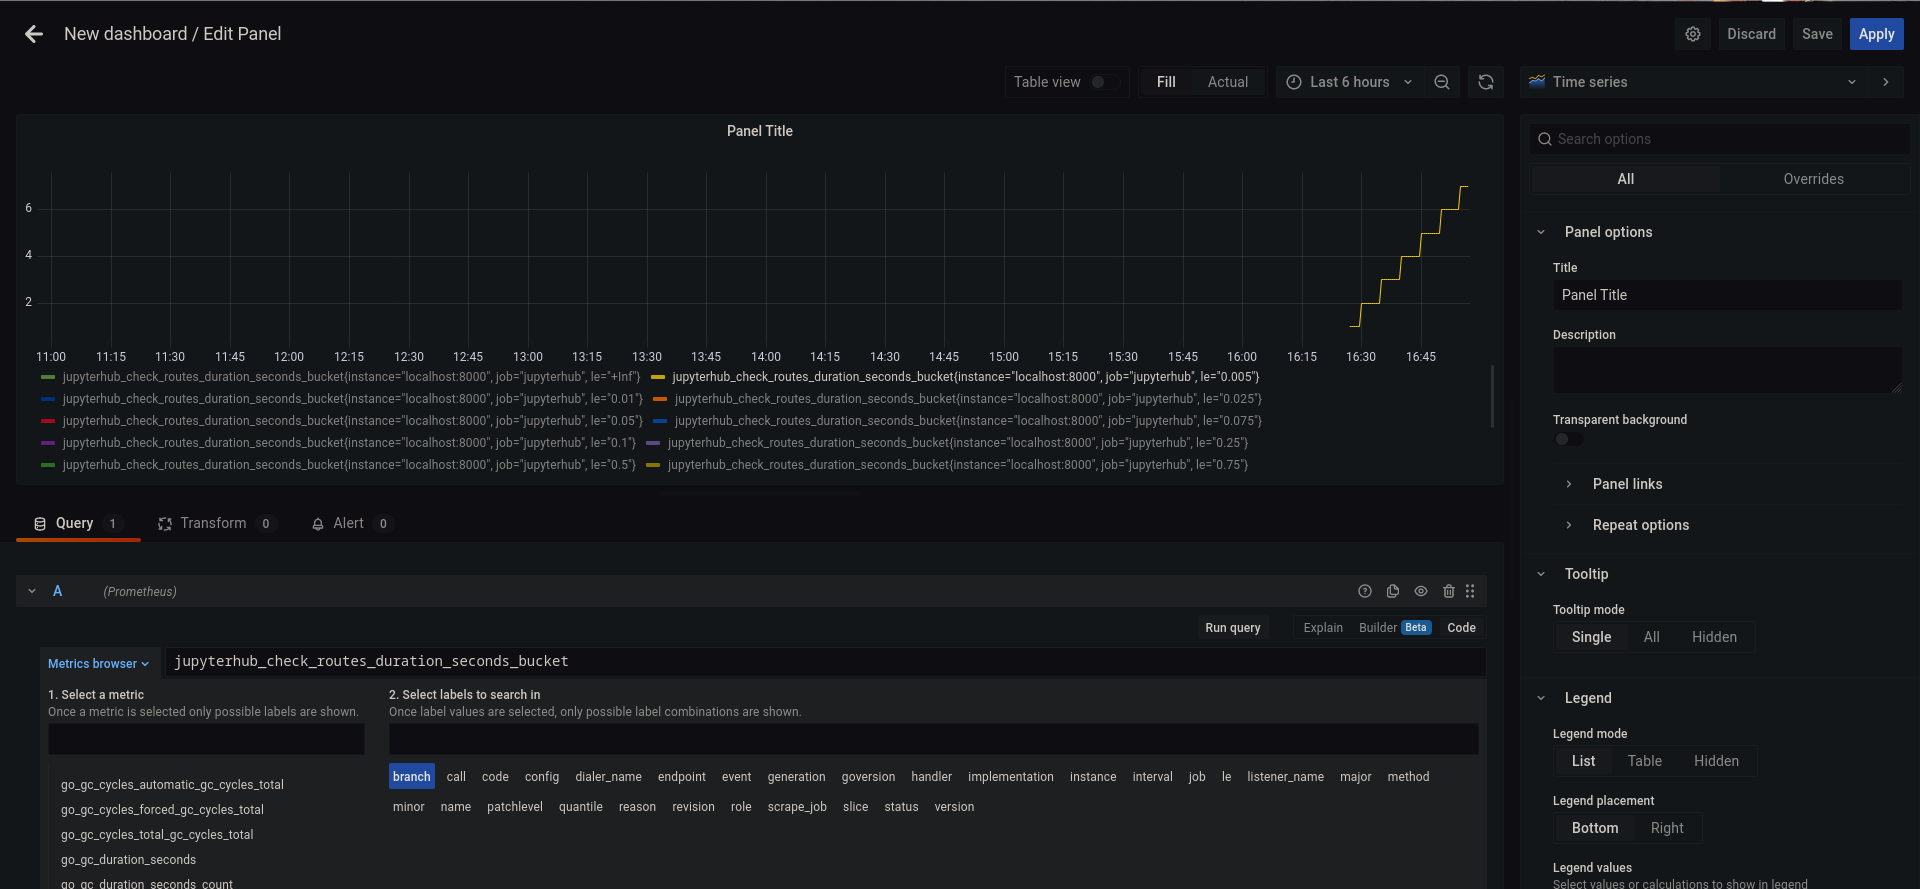 New dashboard / Edit Panel
Discard
Save
Apply
Table view
Fill
Actual
Last 6 hours
Time series
Panel Title
6
4
2
11:00 11:15 11:30 11:45 12:00 12:15 12:30 12:45 13:00 13:15 13:30 13:45 14:00 14:15 14:30 14:45 15:00 15:15 15:30 15:45 16:00 16:15 16:30 16:45
jupyterhub_check_routes_duration_seconds_bucket{instance="localhost:8000", job="jupyterhub", le="+Inf"} jupyterhub_check_routes_duration_seconds_bucket{instance="localhost:8000", job="jupyterhub", le="0.005"}
jupyterhub_check_routes_duration_seconds_bucket{instance="localhost:8000", job="jupyterhub", le="0.01"} jupyterhub_check_routes_duration_seconds_bucket{instance="localhost:8000", job="jupyterhub", le="0.025"}
jupyterhub_check_routes_duration_seconds_bucket{instance="localhost:8000", job="jupyterhub", le="0.05"} jupyterhub_check_routes_duration_seconds_bucket{instance="localhost:8000", job="jupyterhub", le="0.075"}
jupyterhub_check_routes_duration_seconds_bucket{instance="localhost:8000", job="jupyterhub", le="0.1"} jupyterhub_check_routes_duration_seconds_bucket{instance="localhost:8000", job="jupyterhub", le="0.25"}
jupyterhub_check_routes_duration_seconds_bucket{instance="localhost:8000", job="jupyterhub", le="0.5"} jupyterhub_check_routes_duration_seconds_bucket{instance="localhost:8000", job="jupyterhub", le="0.75"}
Query 1
Transform 0
Alert 0
A (Prometheus)
Run query
Explain
Builder Beta
Code
Metrics browser
jupyterhub_check_routes_duration_seconds_bucket
1. Select a metric
Once a metric is selected only possible labels are shown.
go_gc_cycles_automatic_gc_cycles_total
go_gc_cycles_forced_gc_cycles_total
go_gc_cycles_total_gc_cycles_total
go_gc_duration_seconds
go_gc_duration_seconds_count
2. Select labels to search in
Once label values are selected, only possible label combinations are shown.
branch call code config dialer_name endpoint event generation goversion handler implementation instance interval job le listener_name major method
minor name patchlevel quantile reason revision role scrape_job slice status version
Search options
All
Overrides
Panel options
Title
Panel Title
Description
Transparent background
Panel links
Repeat options
Tooltip
Tooltip mode
Single All Hidden
Legend
Legend mode
List Table Hidden
Legend placement
Bottom Right
Legend values
Select values or calculations to show in legend